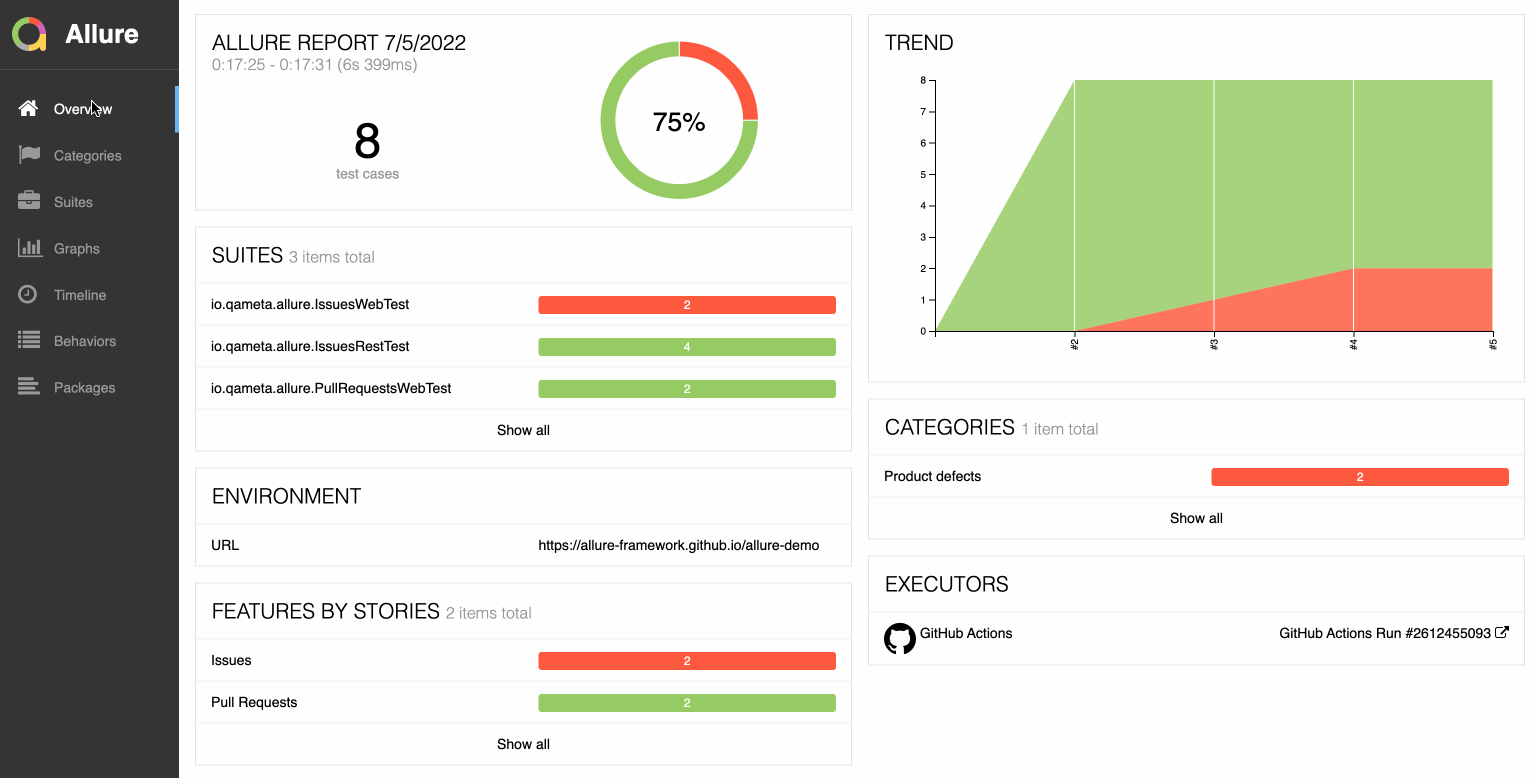 Allure
Overview
Categories
Suites
Graphs
Timeline
Behaviors
Packages
ALLURE REPORT 7/5/2022
0:17:25 - 0:17:31 (6s 399ms)
8
test cases
75%
SUITES 3 items total
io.qameta.allure.IssuesWebTest 2
io.qameta.allure.IssuesRestTest 4
io.qameta.allure.PullRequestsWebTest 2
Show all
ENVIRONMENT
URL https://allure-framework.github.io/allure-demo
FEATURES BY STORIES 2 items total
Issues 2
Pull Requests 2
Show all
TREND
8
7
6
5
4
3
2
1
0
#2 #3 #4 #5
CATEGORIES 1 item total
Product defects 2
Show all
EXECUTORS
GitHub Actions GitHub Actions Run #2612455093